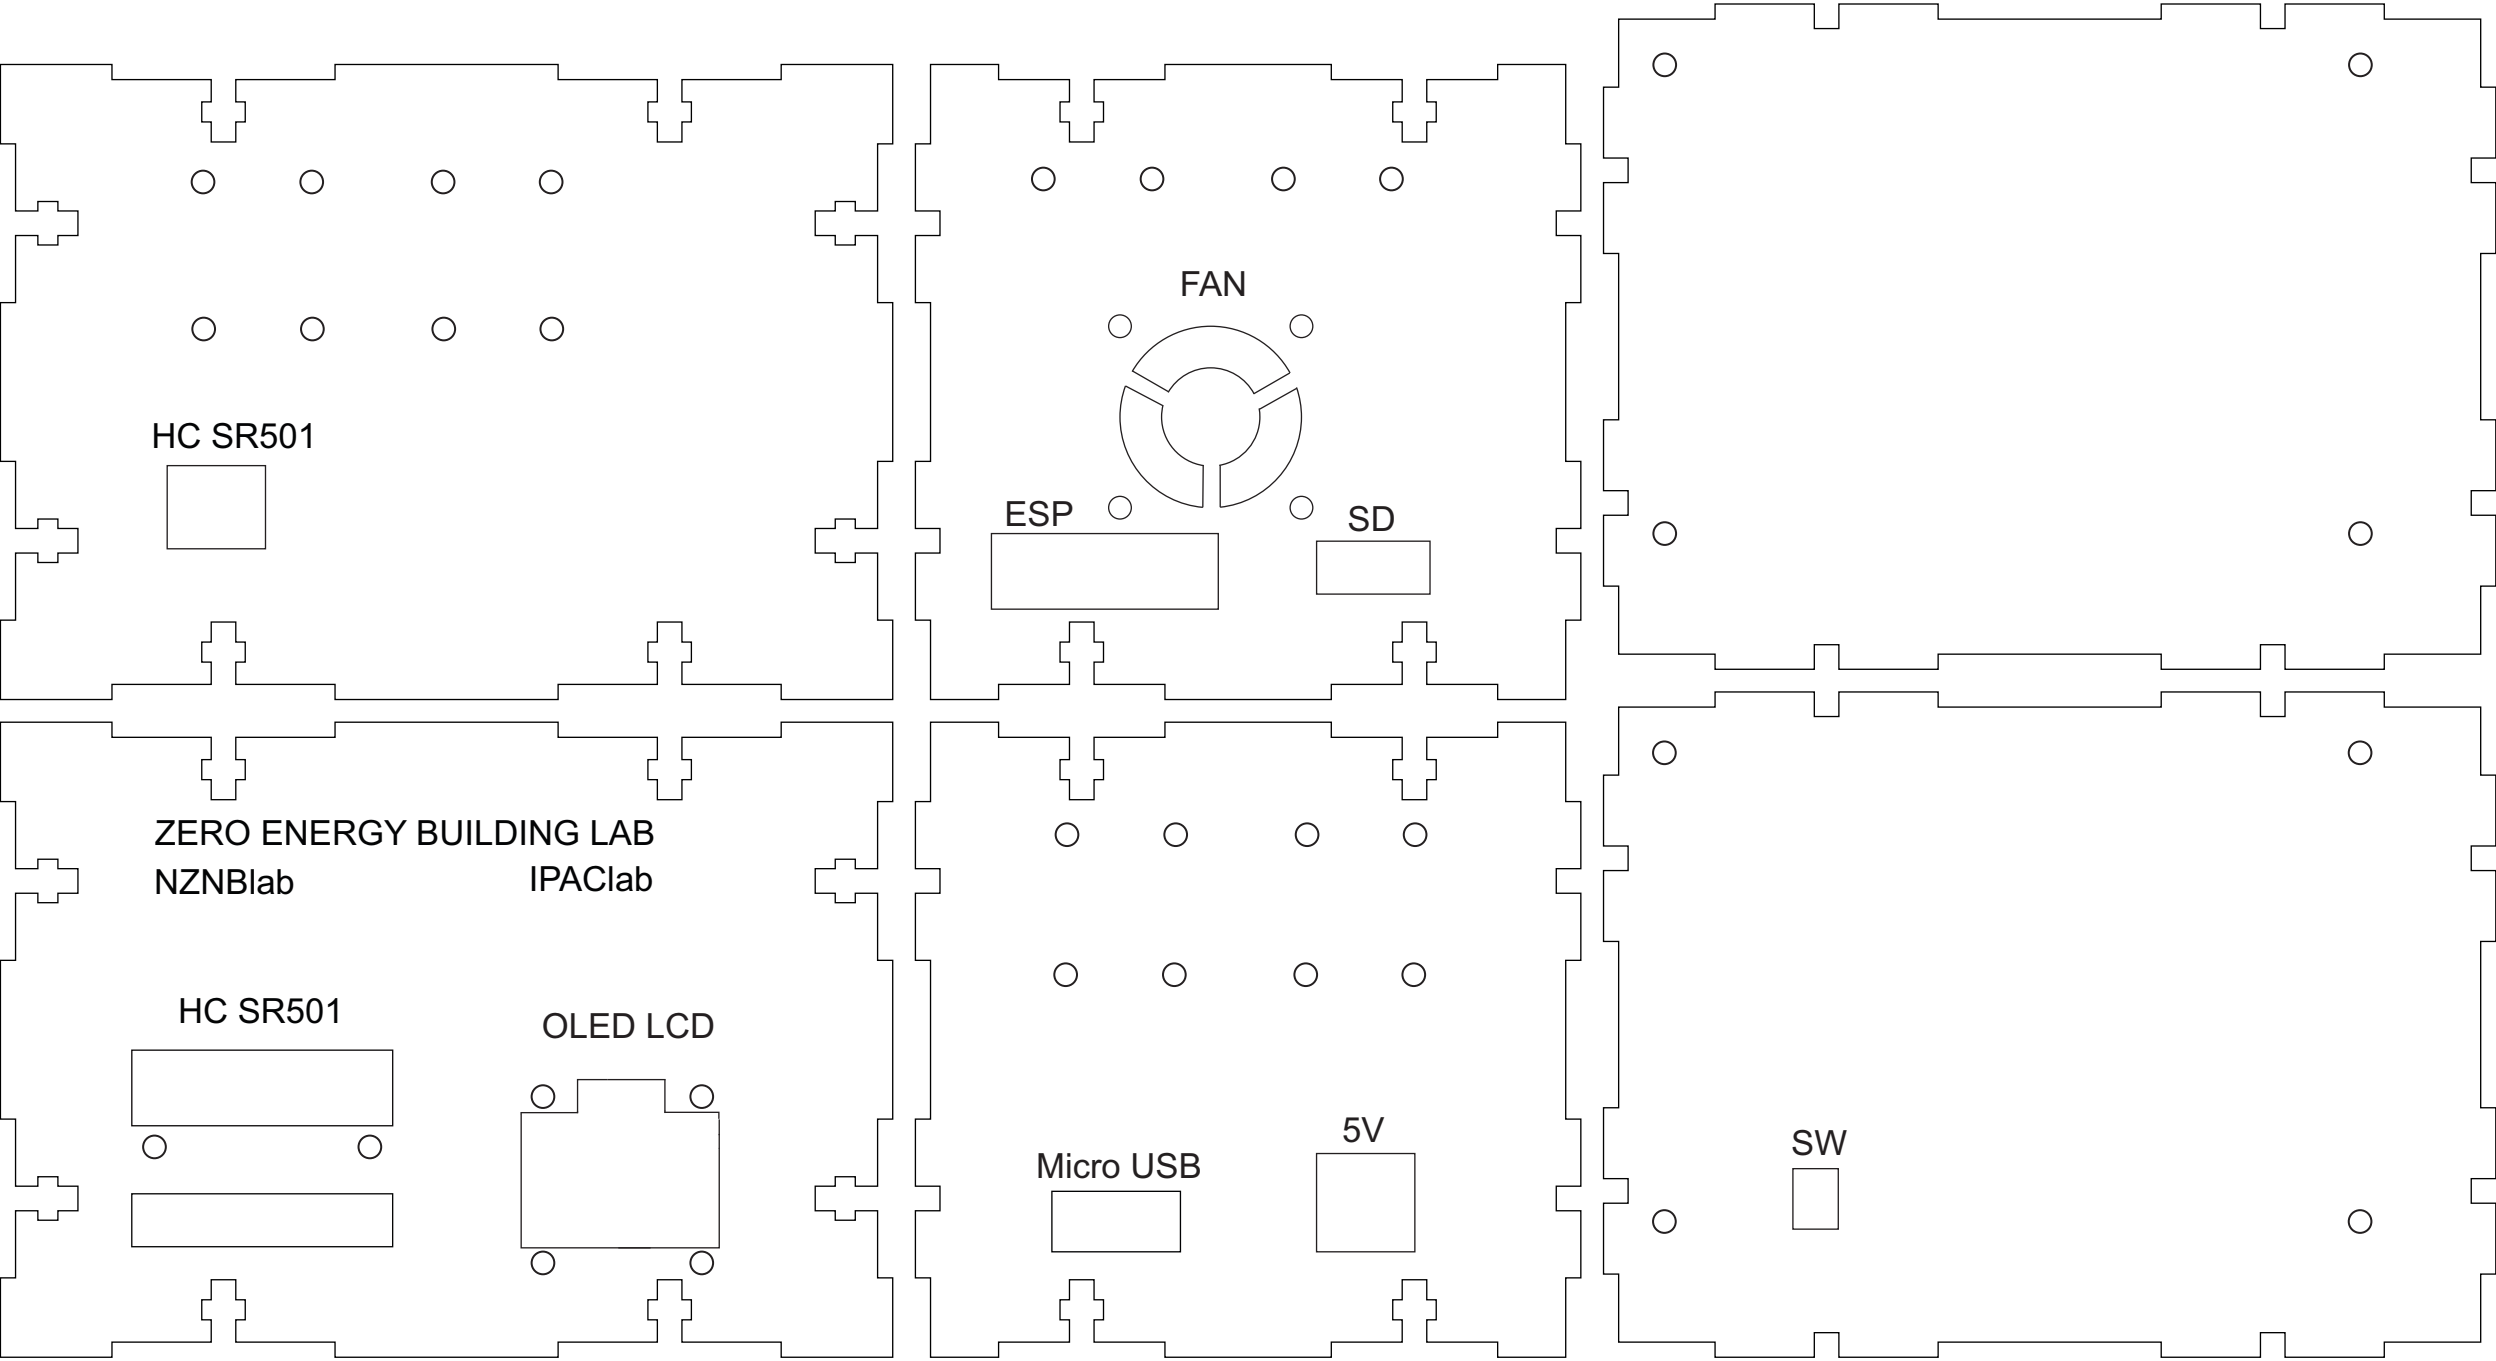 FAN
HC SR501
ESP
SD
ZERO ENERGY BUILDING LAB
NZNBlab
IPAClab
HC SR501
OLED LCD
Micro USB
5V
SW